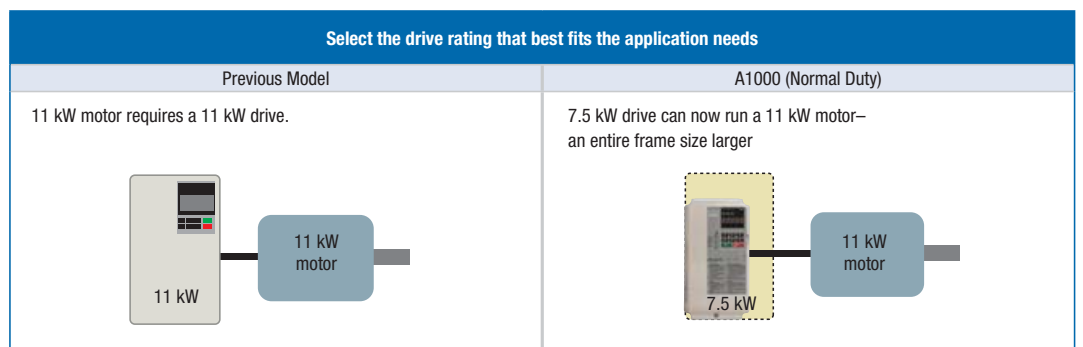 Select the drive rating that best fits the application needs
Previous Model
A1000 (Normal Duty)
11 kW motor requires a 11 kW drive.
7.5 kW drive can now run a 11 kW motor–
an entire frame size larger
11 kW
motor
11 kW
11 kW
motor
7.5 kW